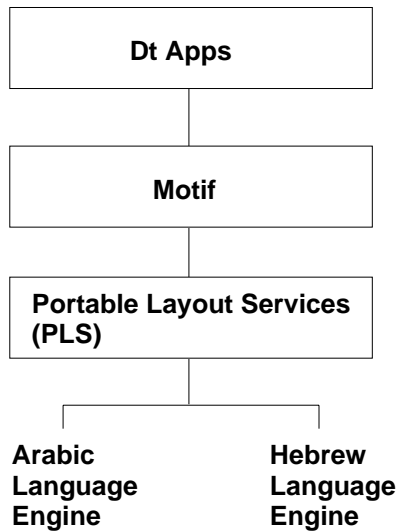 Dt Apps
Motif
Portable Layout Services
(PLS)
Arabic
Language
Engine
Hebrew
Language
Engine